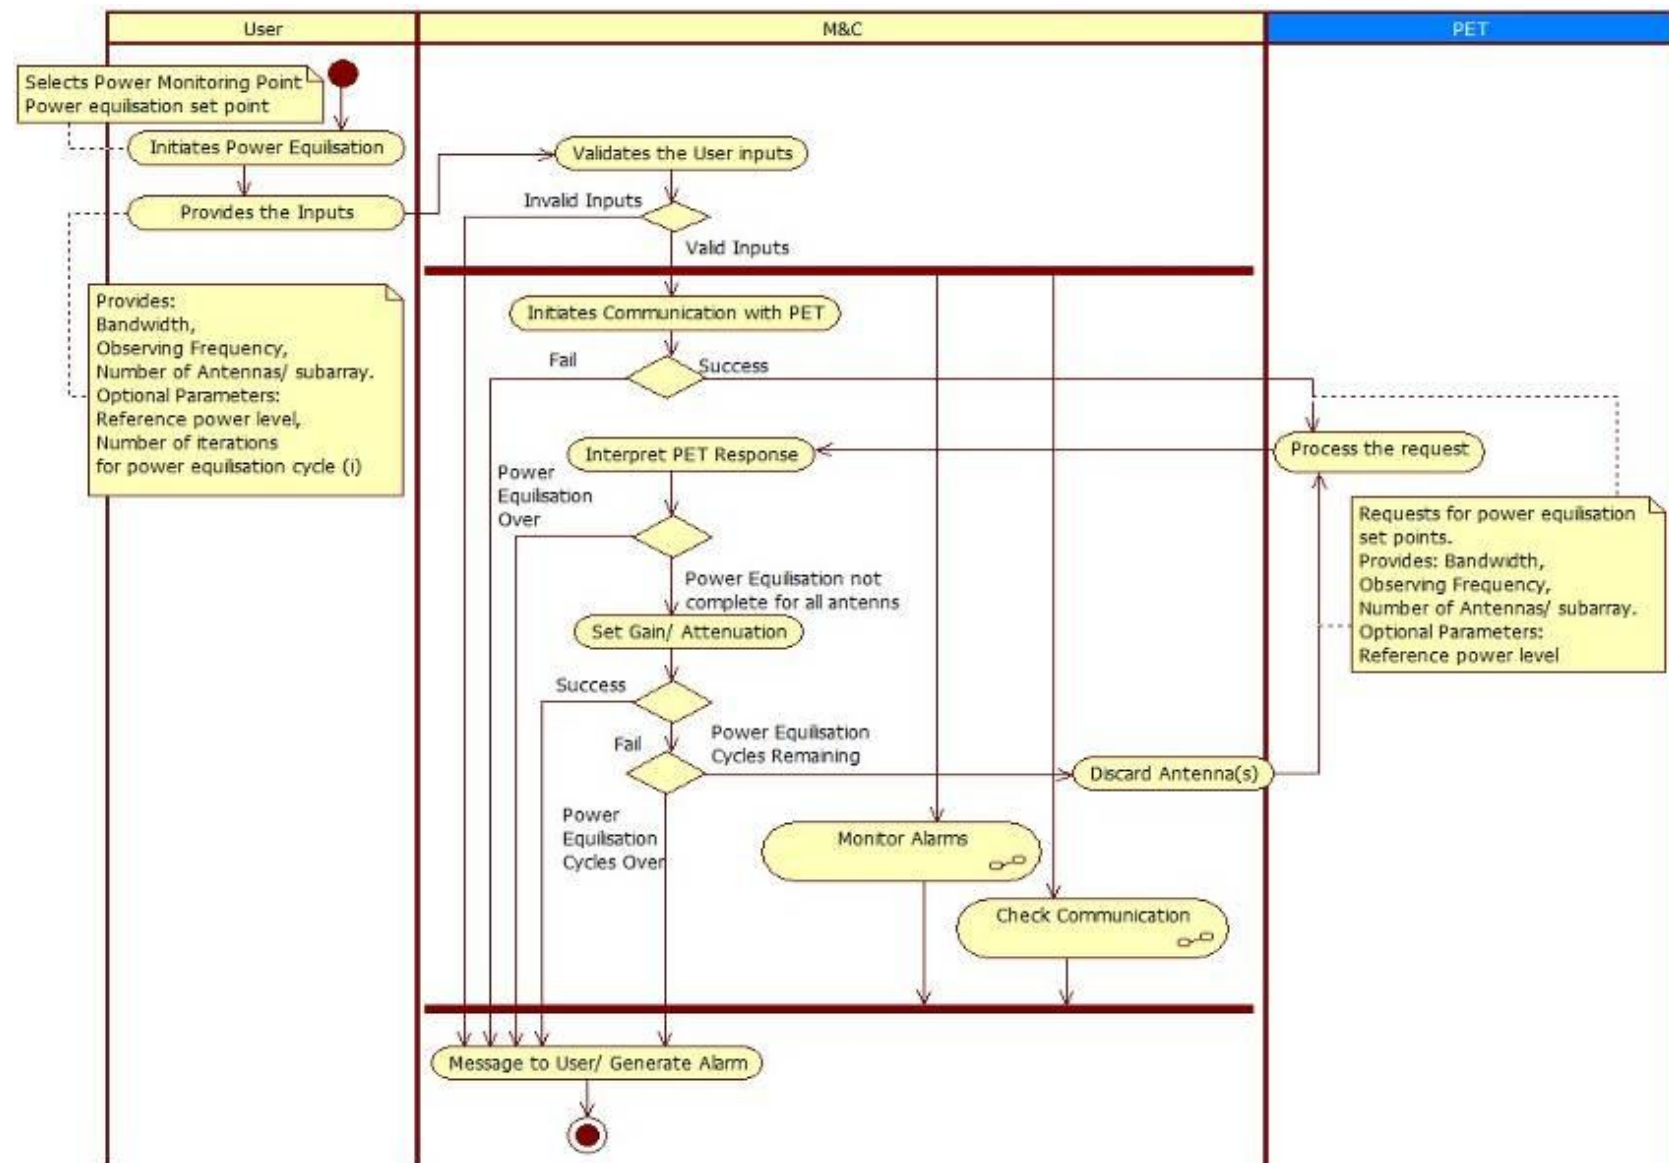 User
M&C
PET
Selects Power Monitoring Point
Power equilisation set point
Initiates Power Equilisation
Provides the Inputs
Validates the User inputs
Invalid Inputs
Valid Inputs
Provides:
Bandwidth,
Observing Frequency,
Number of Antennas/ subarray.
Optional Parameters:
Reference power level,
Number of iterations
for power equilisation cycle (i)
Initiates Communication with PET
Fail
Success
Process the request
Interpret PET Response
Power
Equilisation
Over
Requests for power equilisation
set points.
Provides: Bandwidth,
Observing Frequency,
Number of Antennas/ subarray.
Optional Parameters:
Reference power level
Power Equilisation not
complete for all antenns
Set Gain/ Attenuation
Success
Fail
Power Equilisation
Cycles Remaining
Discard Antenna(s)
Power
Equilisation
Cycles Over
Monitor Alarms
Check Communication
Message to User/ Generate Alarm